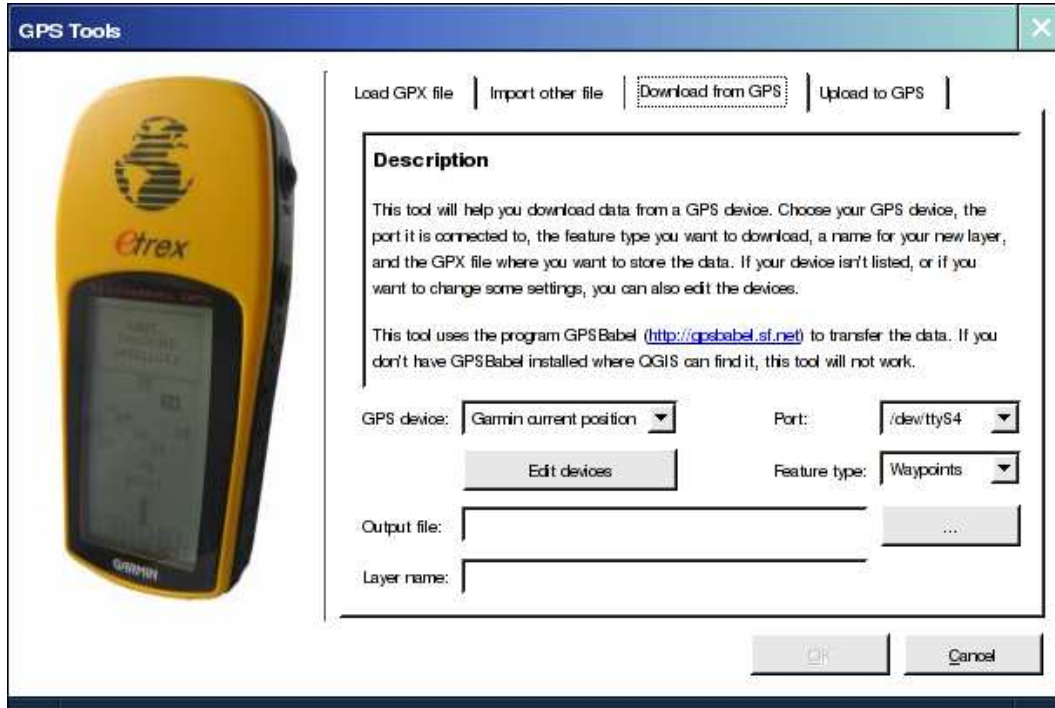 GPS Tools
etrex
GARMIN
Load GPX file
Import other file
Download from GPS
Upload to GPS
Description
This tool will help you download data from a GPS device. Choose your GPS device, the
port it is connected to, the feature type you want to download, a name for your new layer,
and the GPX file where you want to store the data. If your device isn't listed, or if you
want to change some settings, you can also edit the devices.
This tool uses the program GPSBabel (http://gpsbabel.sf.net) to transfer the data. If you
don't have GPSBabel installed where QGIS can find it, this tool will not work.
GPS device: Garmin current position Port: /dev/ttyS4
Edit devices Feature type: Waypoints
Output file: ...
Layer name:
OK Cancel